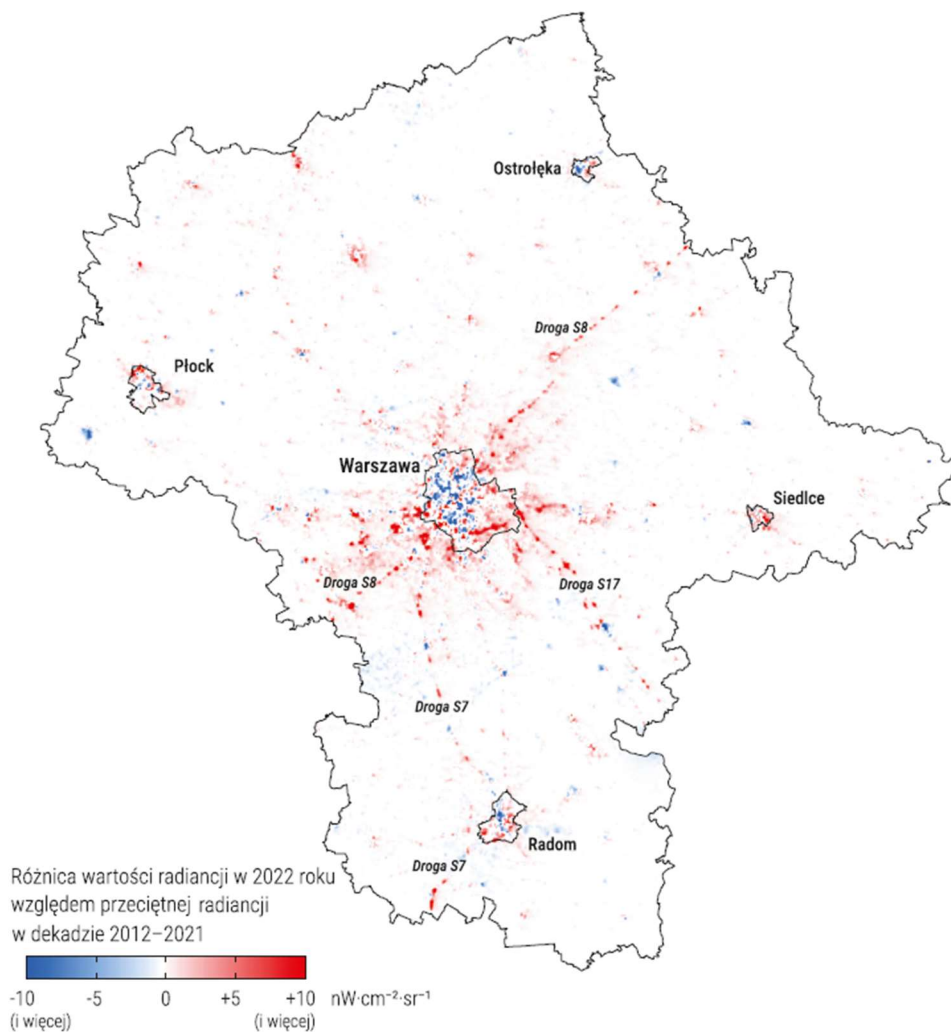 Ostrołęka
Droga S8
Płock
Warszawa
Siedlce
Droga S8
Droga S17
Droga S7
Radom
Droga S7
Różnica wartości radiancji w 2022 roku
względem przeciętnej radiancji
w dekadzie 2012–2021
-10 -5 0 +5 +10 nW·cm⁻²·sr⁻¹
(i więcej) (i więcej)